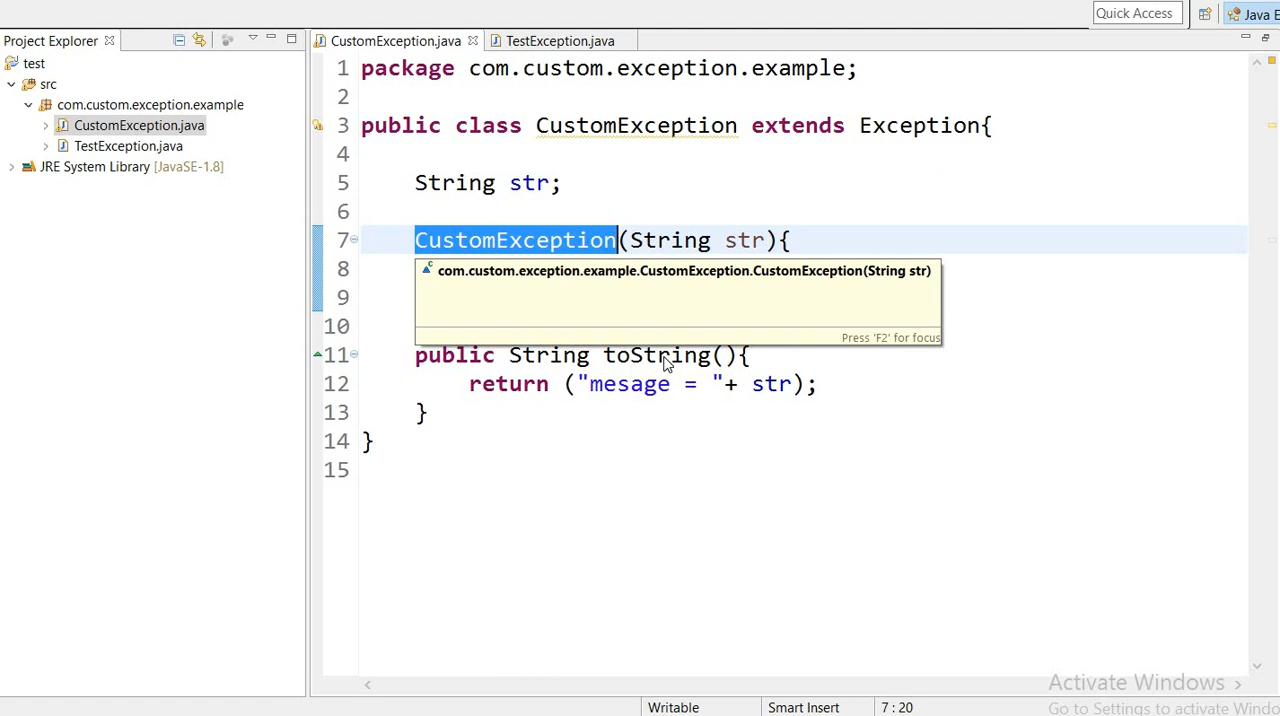 Quick Access
Java E
Project Explorer
CustomException.java
TestException.java
test
src
com.custom.exception.example
CustomException.java
TestException.java
JRE System Library [JavaSE-1.8]
1 package com.custom.exception.example;
2
3 public class CustomException extends Exception{
4
5 String str;
6
7 CustomException(String str){
8
com.custom.exception.example.CustomException.CustomException(String str)
9
10
Press 'F2' for focus
11 public String toString(){
12 return ("mesage = "+ str);
13 }
14 }
15
Activate Windows
Go to Settings to activate Windo
Writable
Smart Insert
7 : 20